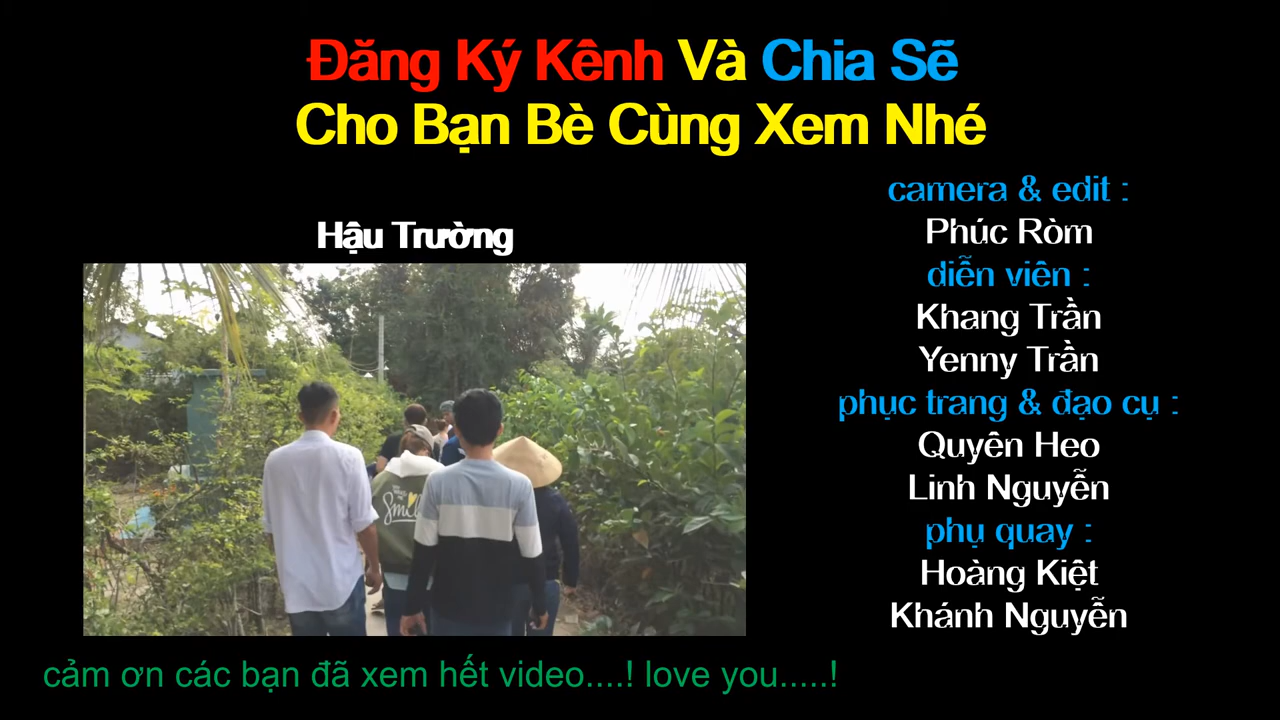 Đăng Ký Kênh Và Chia Sẽ
Cho Bạn Bè Cùng Xem Nhé
Hậu Trường
camera & edit :
Phúc Ròm
diễn viên :
Khang Trần
Yenny Trần
phục trang & đạo cụ :
Quyên Heo
Linh Nguyễn
phụ quay :
Hoàng Kiệt
Khánh Nguyễn
Smile
cảm ơn các bạn đã xem hết video....! love you.....!